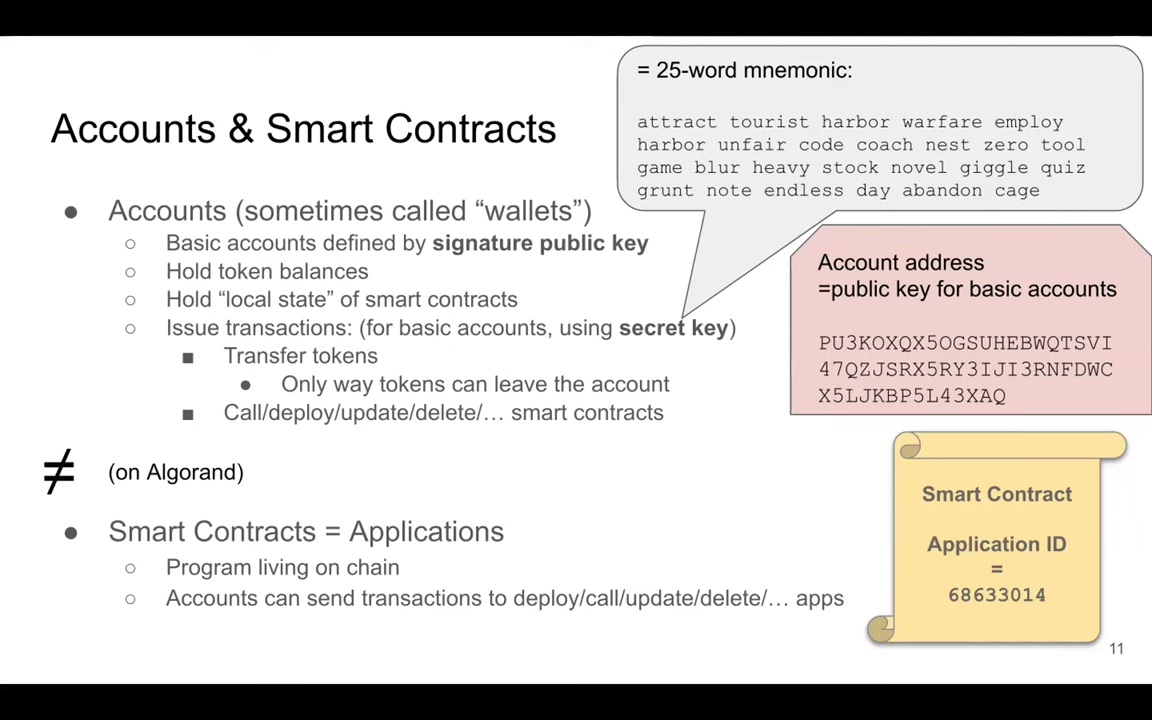 Accounts & Smart Contracts
● Accounts (sometimes called “wallets”)
○ Basic accounts defined by signature public key
○ Hold token balances
○ Hold “local state” of smart contracts
○ Issue transactions: (for basic accounts, using secret key)
■ Transfer tokens
● Only way tokens can leave the account
■ Call/deploy/update/delete/… smart contracts
≠ (on Algorand)
● Smart Contracts = Applications
○ Program living on chain
○ Accounts can send transactions to deploy/call/update/delete/… apps
= 25-word mnemonic:
attract tourist harbor warfare employ
harbor unfair code coach nest zero tool
game blur heavy stock novel giggle quiz
grunt note endless day abandon cage
Account address
=public key for basic accounts
PU3KOXQX5OGSUHEBWQTSVI
47QZJSRX5RY3IJI3RNFDWC
X5LJKBP5L43XAQ
Smart Contract
Application ID
=
68633014
11